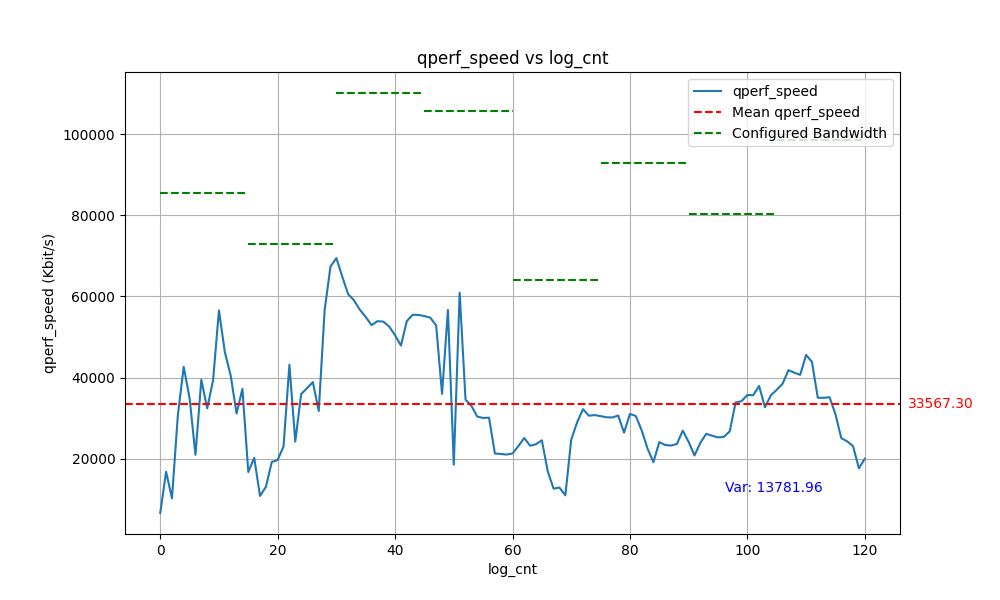 qperf_speed vs log_cnt
qperf_speed
Mean qperf_speed
Configured Bandwidth
qperf_speed (Kbit/s)
100000
80000
60000
40000
20000
33567.30
Var: 13781.96
0 20 40 60 80 100 120
log_cnt